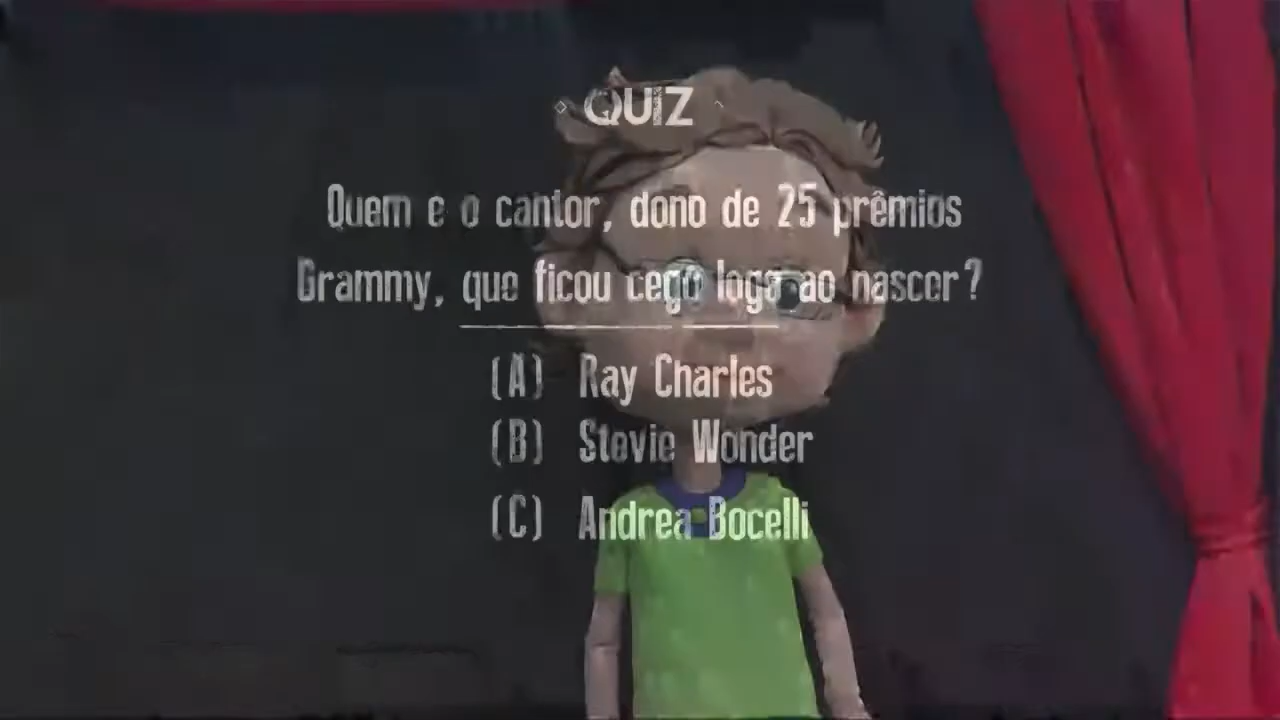 QUIZ
Quem e o cantor, dono de 25 prêmios
Grammy, que ficou cego logo ao nascer?
(A) Ray Charles
(B) Stevie Wonder
(C) Andrea Bocelli